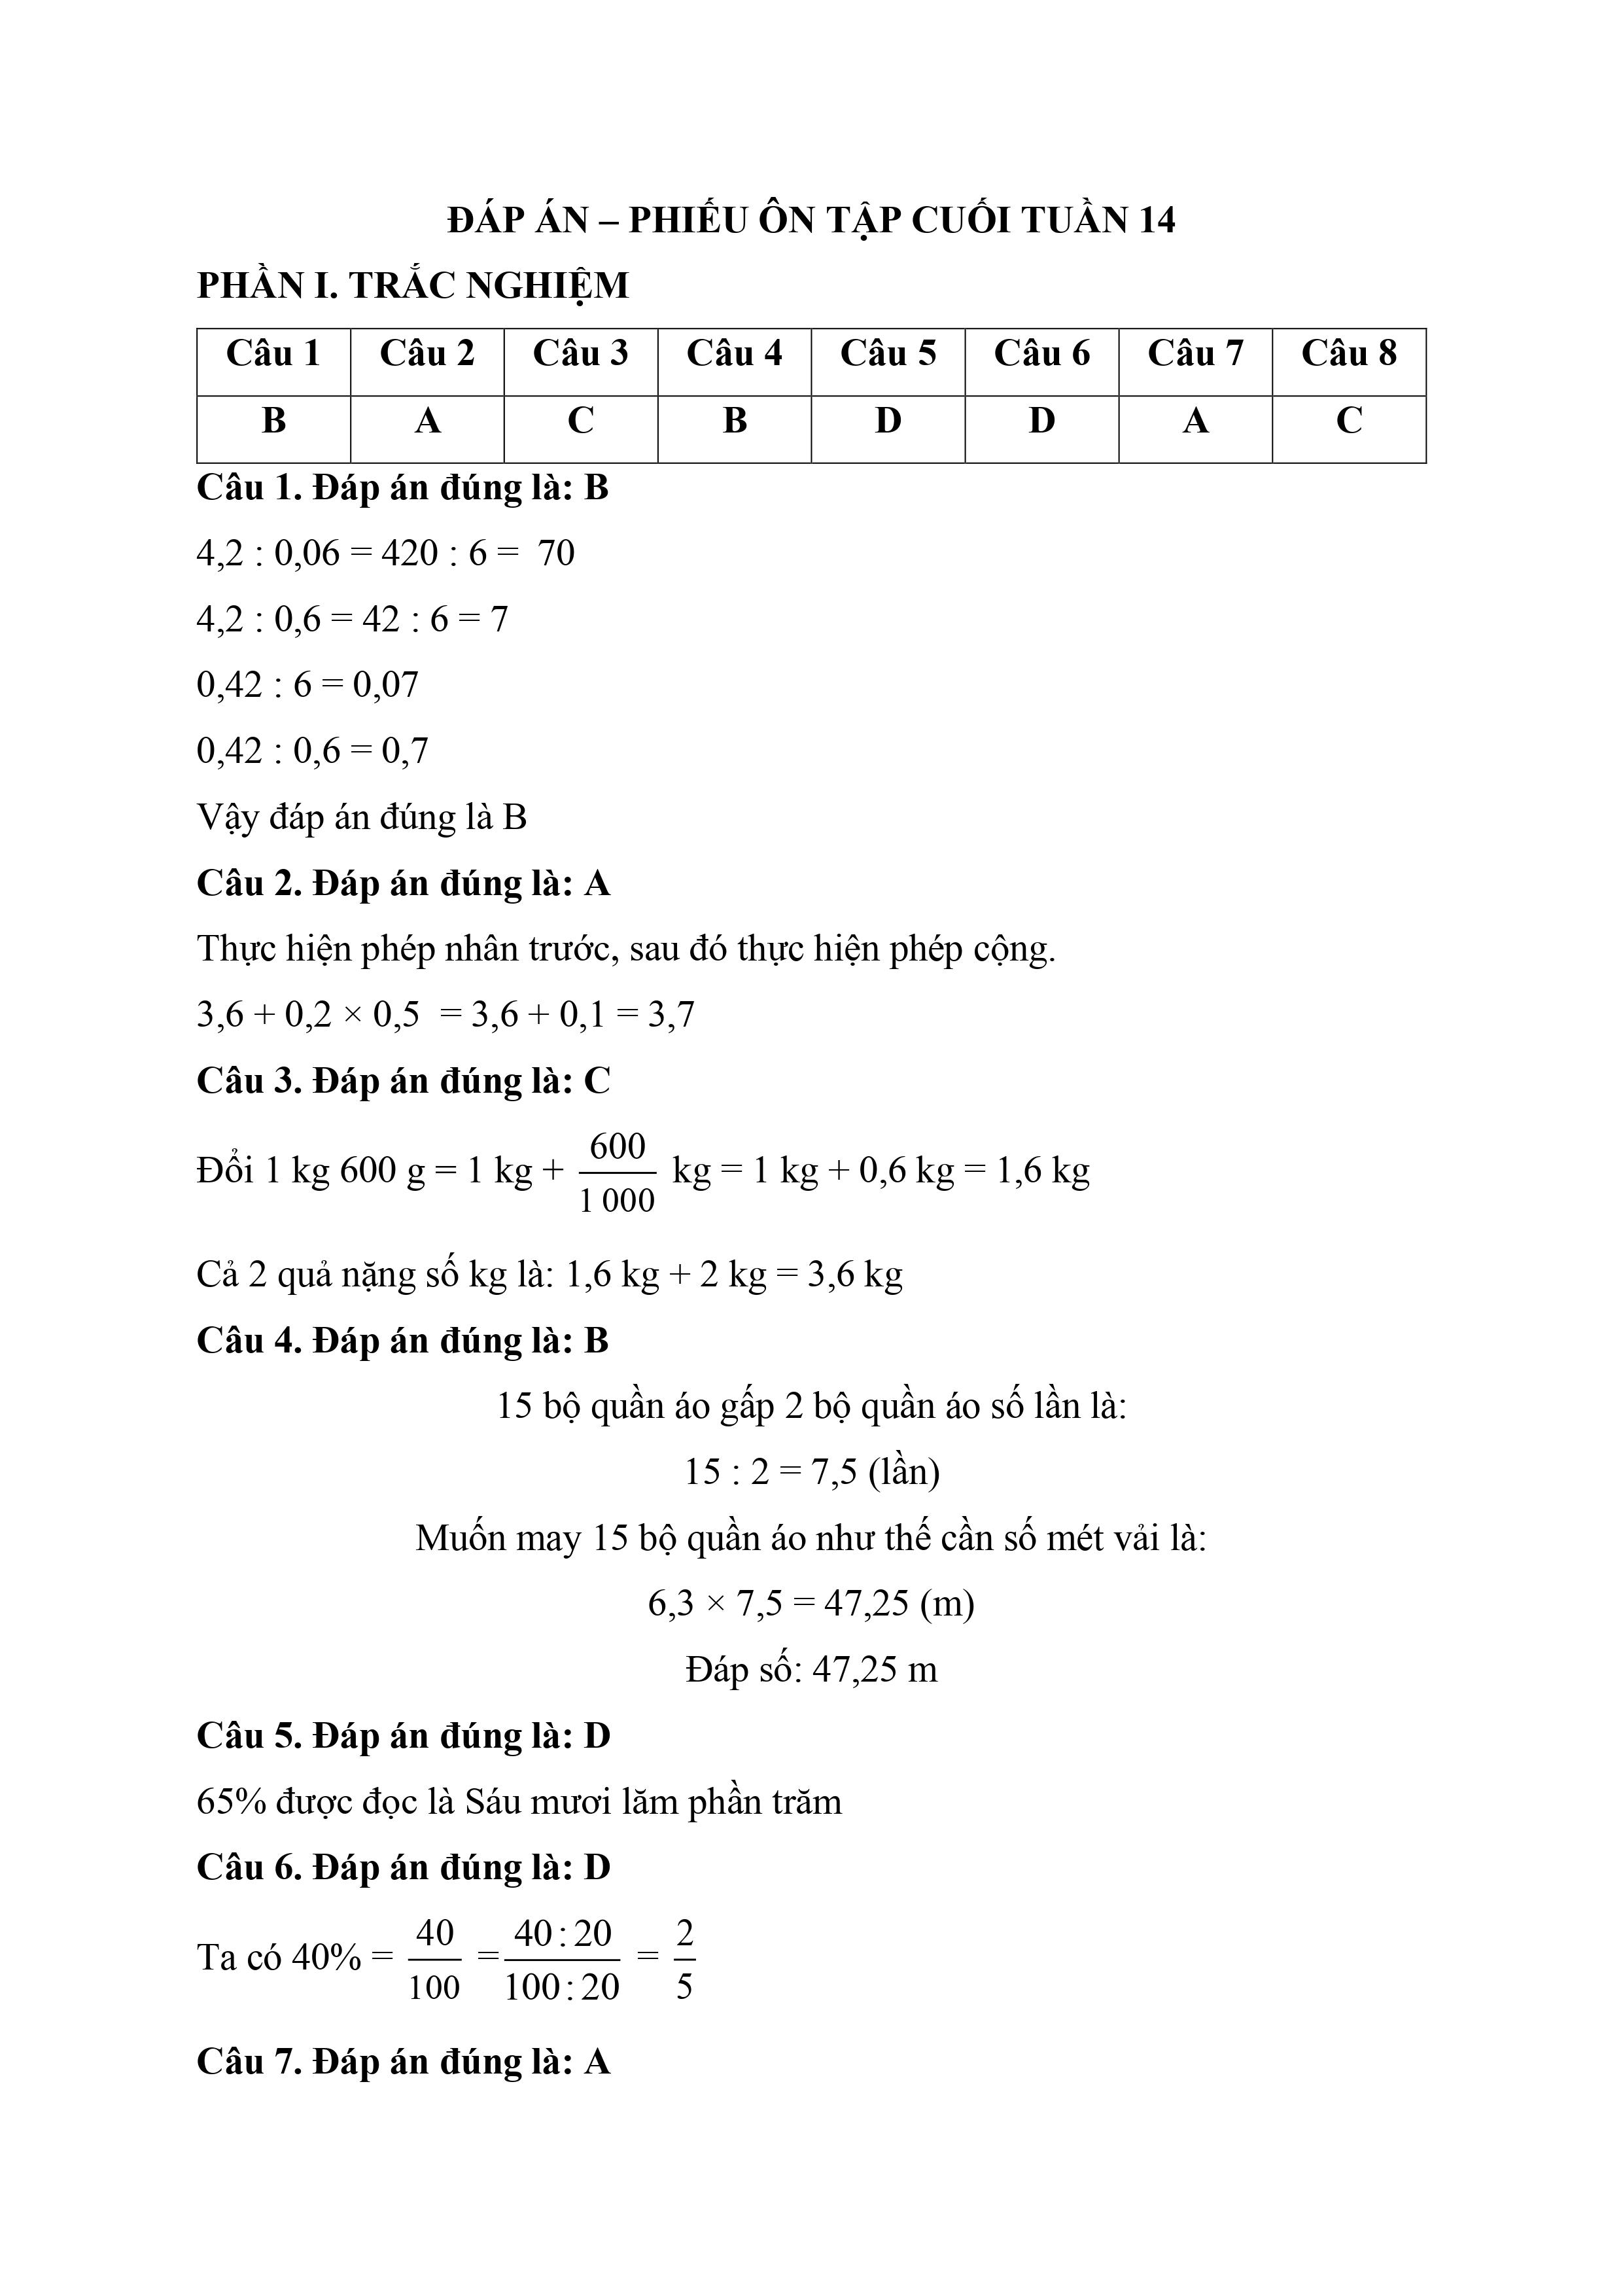 ĐÁP ÁN – PHIẾU ÔN TẬP CUỐI TUẦN 14
PHẦN I. TRẮC NGHIỆM
Câu 1 Câu 2 Câu 3 Câu 4 Câu 5 Câu 6 Câu 7 Câu 8
B A C B D D A C
Câu 1. Đáp án đúng là: B
4,2 : 0,06 = 420 : 6 = 70
4,2 : 0,6 = 42 : 6 = 7
0,42 : 6 = 0,07
0,42 : 0,6 = 0,7
Vậy đáp án đúng là B
Câu 2. Đáp án đúng là: A
Thực hiện phép nhân trước, sau đó thực hiện phép cộng.
3,6 + 0,2 × 0,5 = 3,6 + 0,1 = 3,7
Câu 3. Đáp án đúng là: C
Đổi 1 kg 600 g = 1 kg + 600/1 000 kg = 1 kg + 0,6 kg = 1,6 kg
Cả 2 quả nặng số kg là: 1,6 kg + 2 kg = 3,6 kg
Câu 4. Đáp án đúng là: B
15 bộ quần áo gấp 2 bộ quần áo số lần là:
15 : 2 = 7,5 (lần)
Muốn may 15 bộ quần áo như thế cần số mét vải là:
6,3 × 7,5 = 47,25 (m)
Đáp số: 47,25 m
Câu 5. Đáp án đúng là: D
65% được đọc là Sáu mươi lăm phần trăm
Câu 6. Đáp án đúng là: D
Ta có 40% = 40/100 = 40 : 20/100 : 20 = 2/5
Câu 7. Đáp án đúng là: A